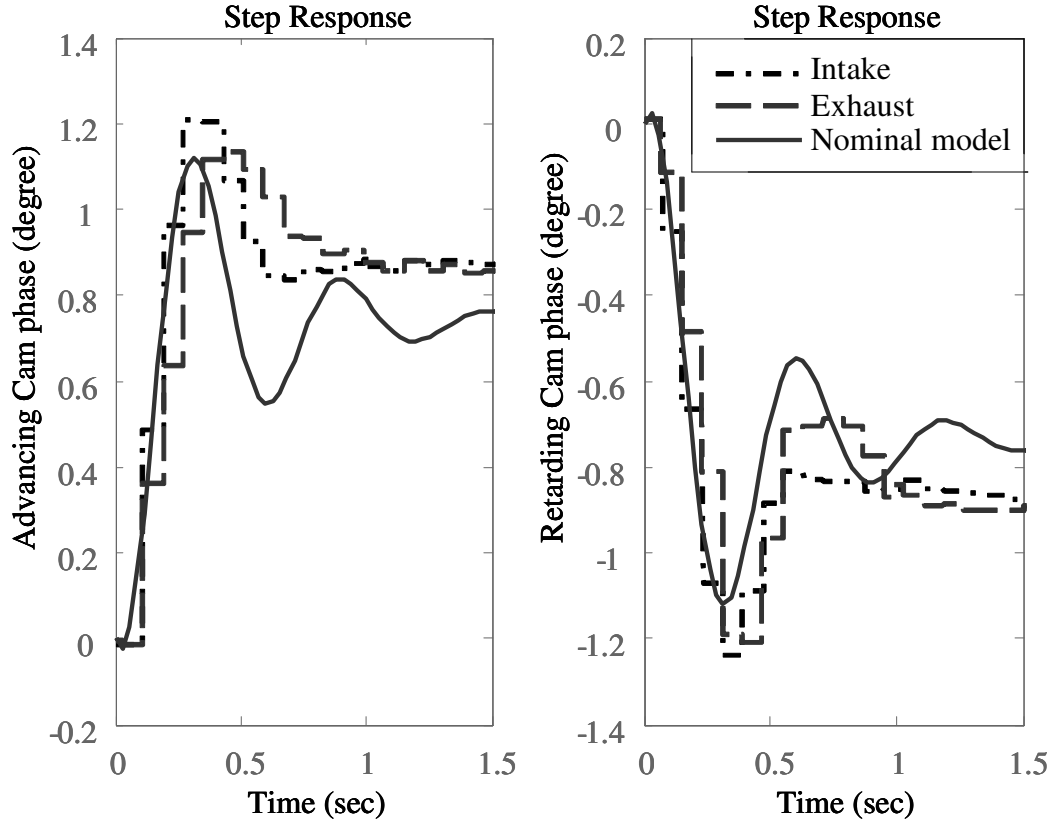 Step Response
Advancing Cam phase (degree)
1.4
1.2
1
0.8
0.6
0.4
0.2
0
-0.2
0
0.5
1
1.5
Time (sec)
Step Response
Retarding Cam phase (degree)
0.2
0
-0.2
-0.4
-0.6
-0.8
-1
-1.2
-1.4
0
0.5
1
1.5
Time (sec)
Intake
Exhaust
Nominal model